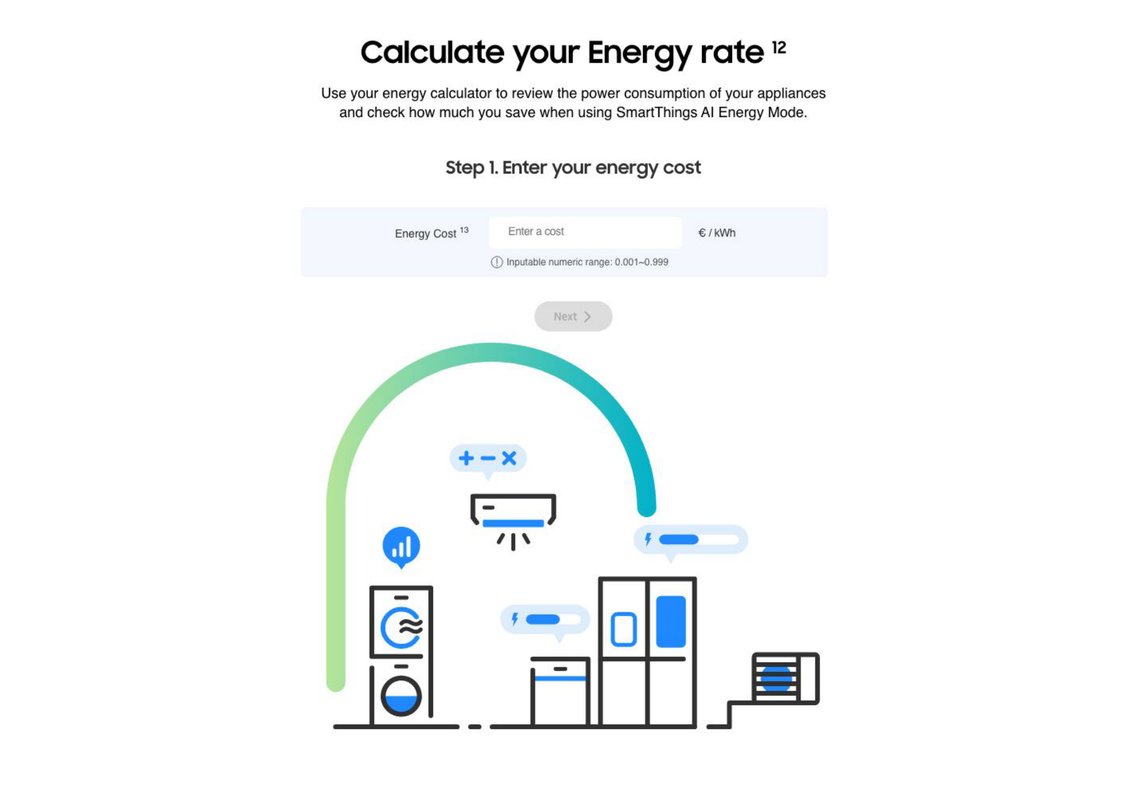 Calculate your Energy rate 12
Use your energy calculator to review the power consumption of your appliances
and check how much you save when using SmartThings AI Energy Mode.
Step 1. Enter your energy cost
Energy Cost 13
Enter a cost
€ / kWh
Inputable numeric range: 0.001~0.999
Next